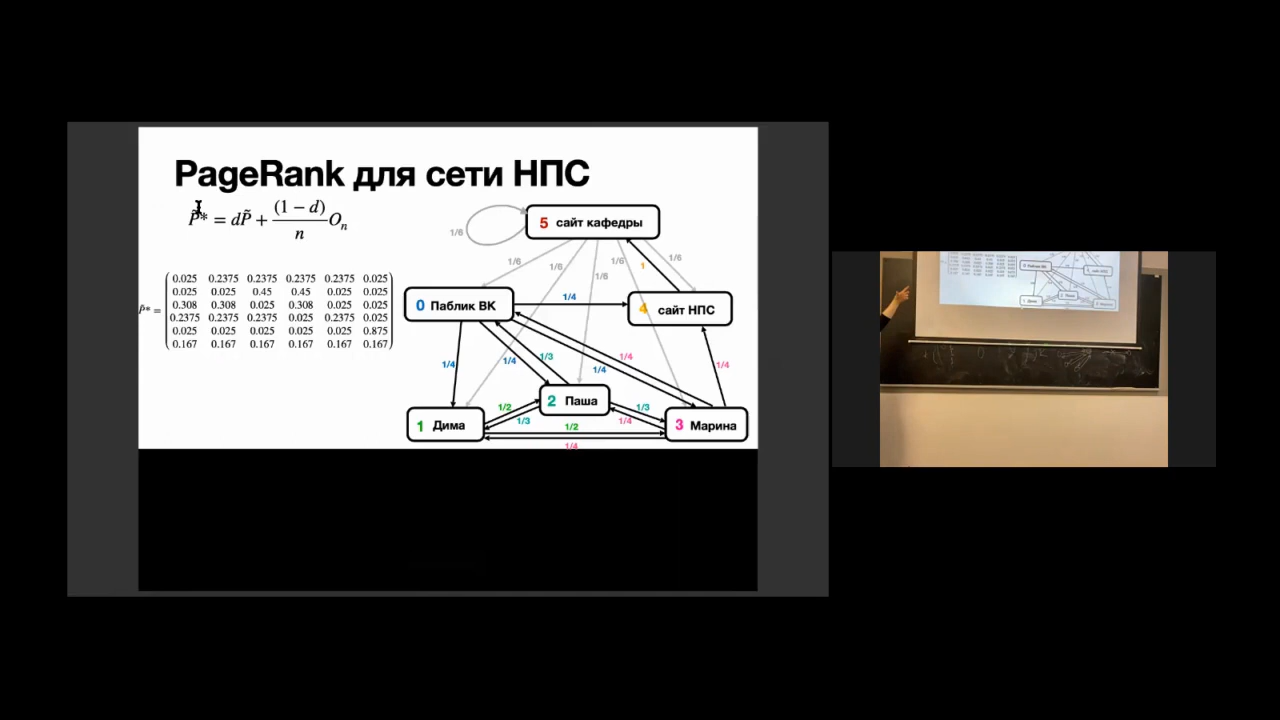 PageRank для сети НПС
P̃* = dP̃ + (1 − d)/n Oₙ
0.025 0.2375 0.2375 0.2375 0.2375 0.025
0.025 0.025 0.45 0.45 0.025 0.025
0.308 0.308 0.025 0.308 0.025 0.025
P̃* =
0.2375 0.2375 0.2375 0.025 0.2375 0.025
0.025 0.025 0.025 0.025 0.025 0.875
0.167 0.167 0.167 0.167 0.167 0.167
5 сайт кафедры
1/6
1/6 1/6 1/6 1/6 1 1/6
0 Паблик ВК
1/4
4 сайт НПС
1/4 1/4 1/3 1/4 1/4 1/4
2 Паша
1/2 1/3 1/3 1/4
1 Дима
1/2
3 Марина
1/4